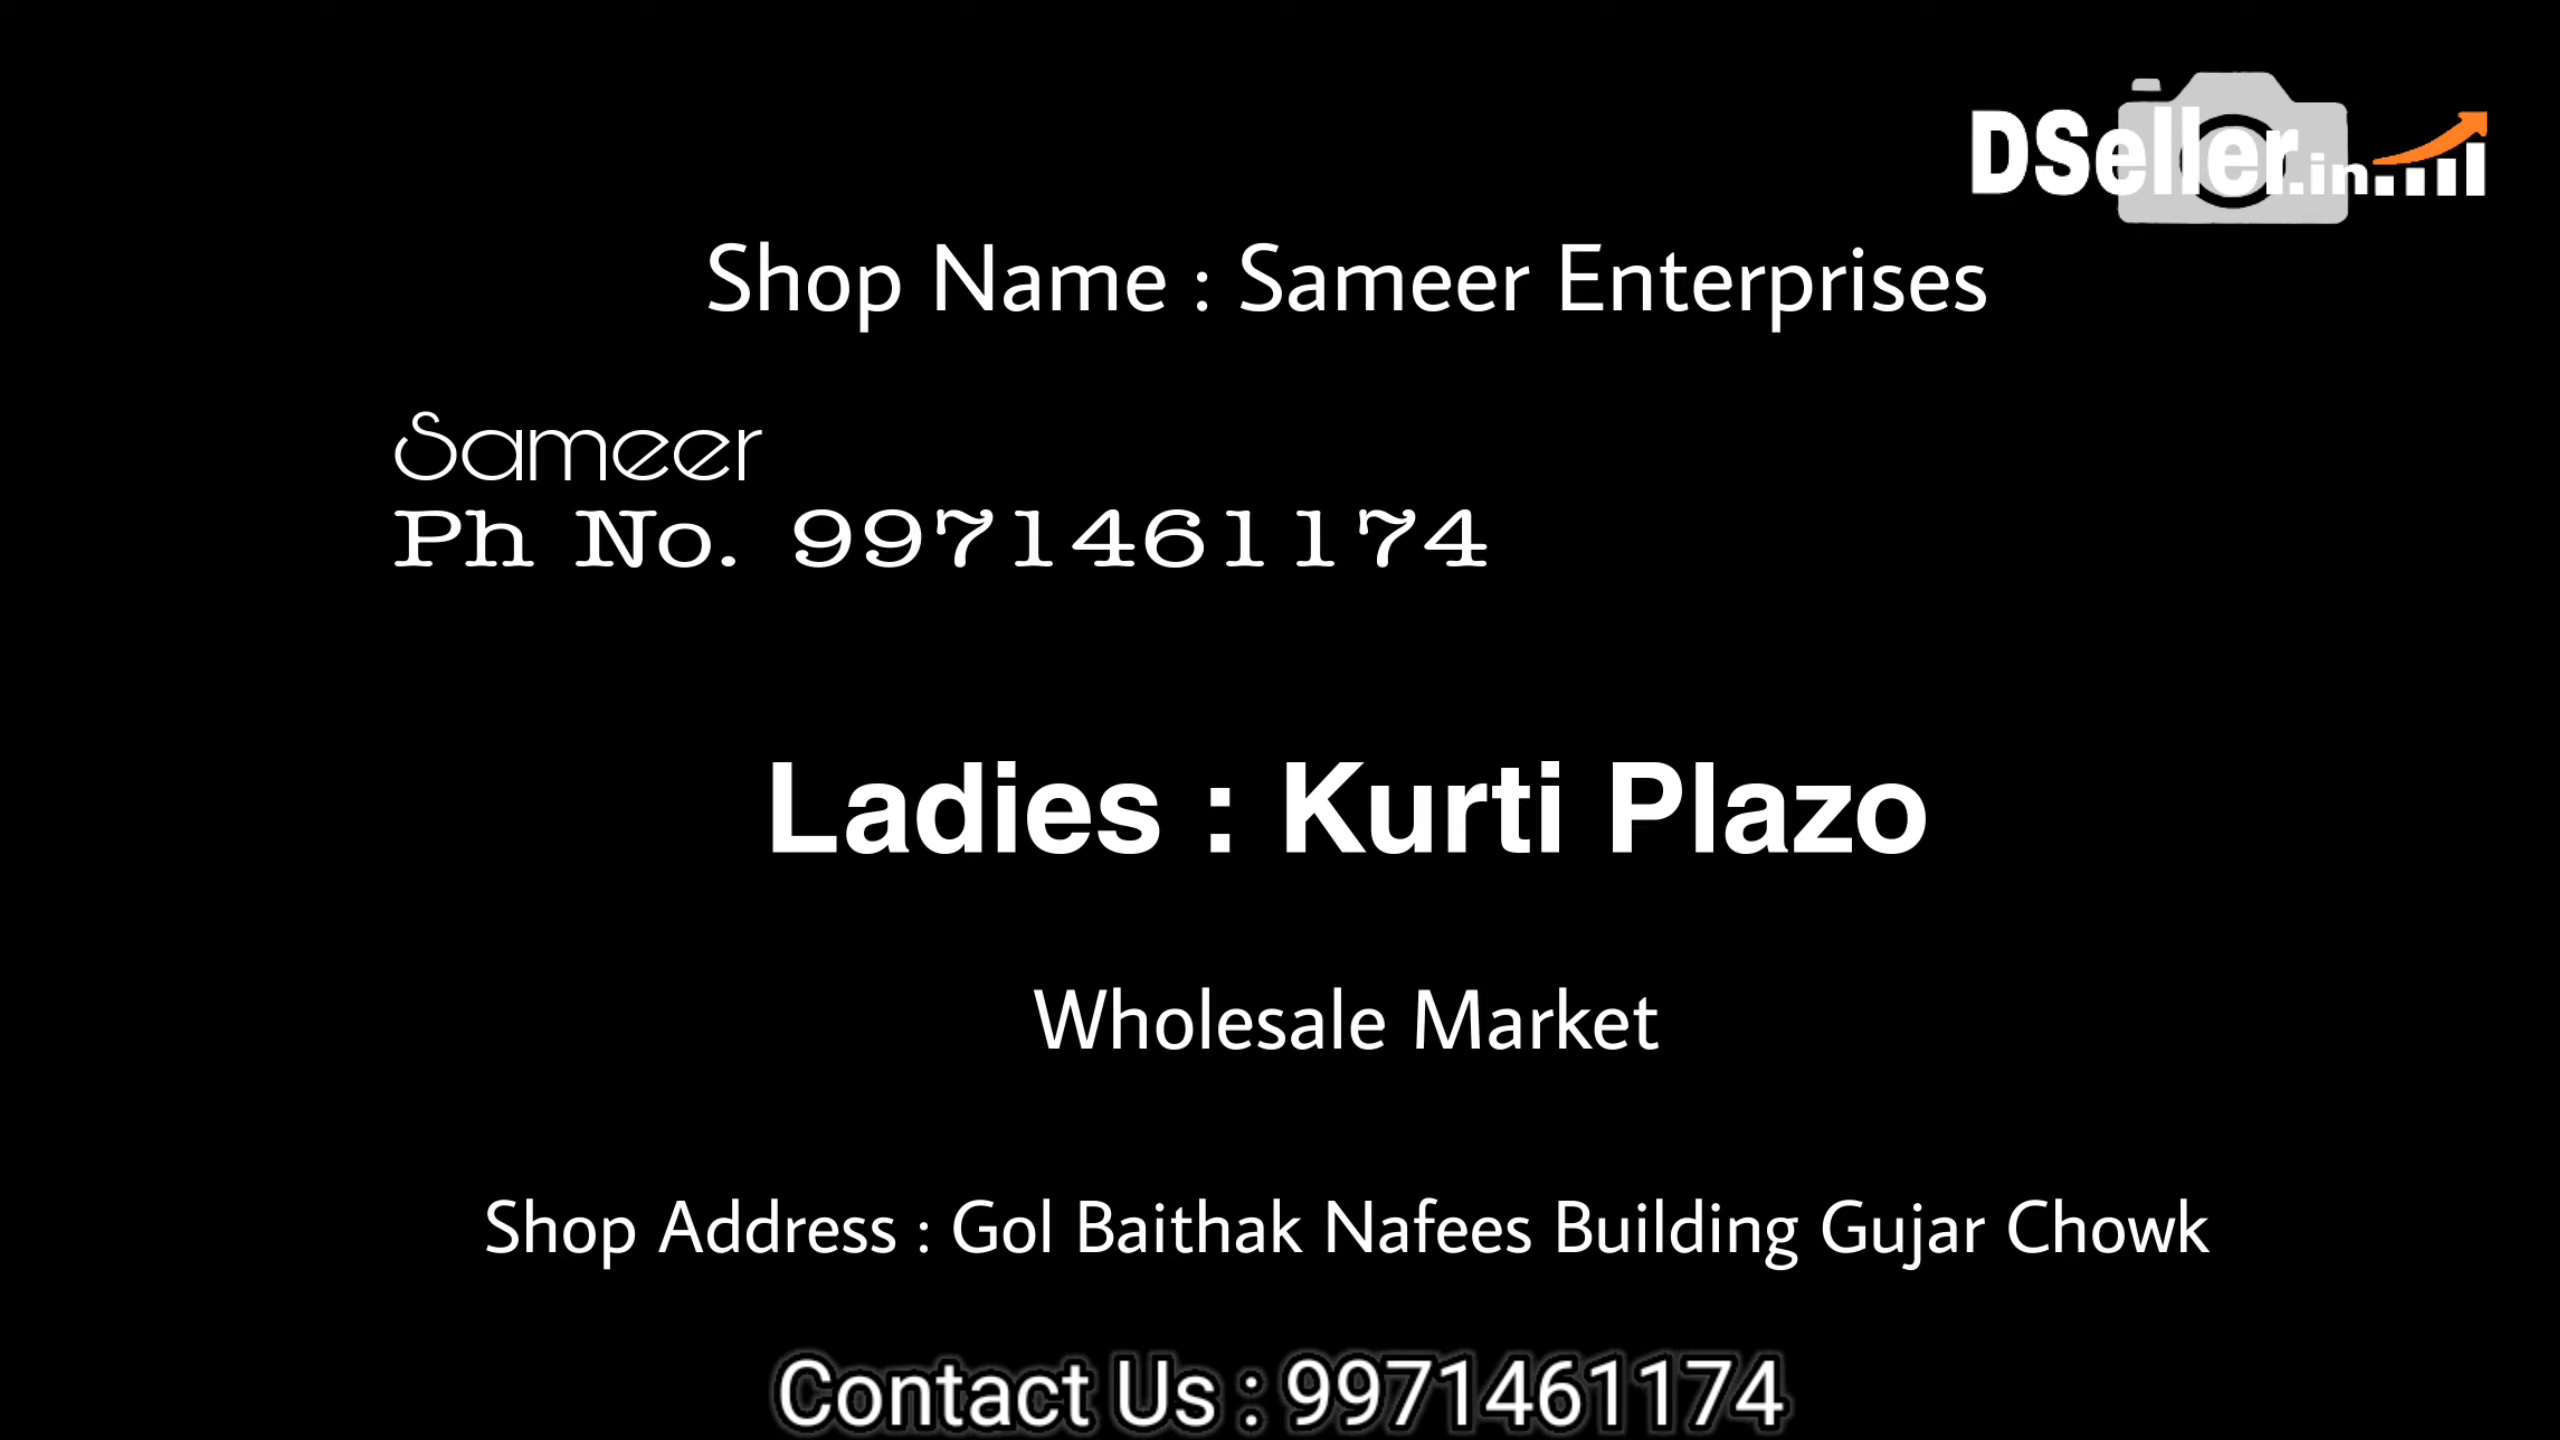 DSeller.in
Shop Name : Sameer Enterprises
Sameer
Ph No. 9971461174
Ladies : Kurti Plazo
Wholesale Market
Shop Address : Gol Baithak Nafees Building Gujar Chowk
Contact Us : 9971461174